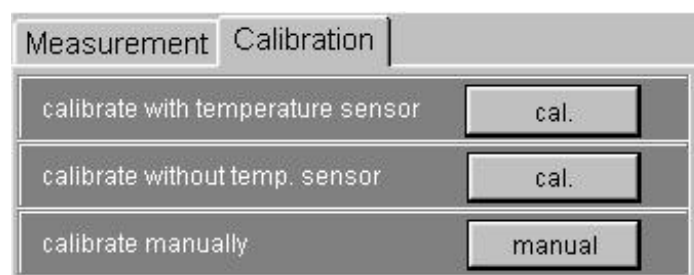 Measurement Calibration
calibrate with temperature sensor cal.
calibrate without temp. sensor cal.
calibrate manually manual